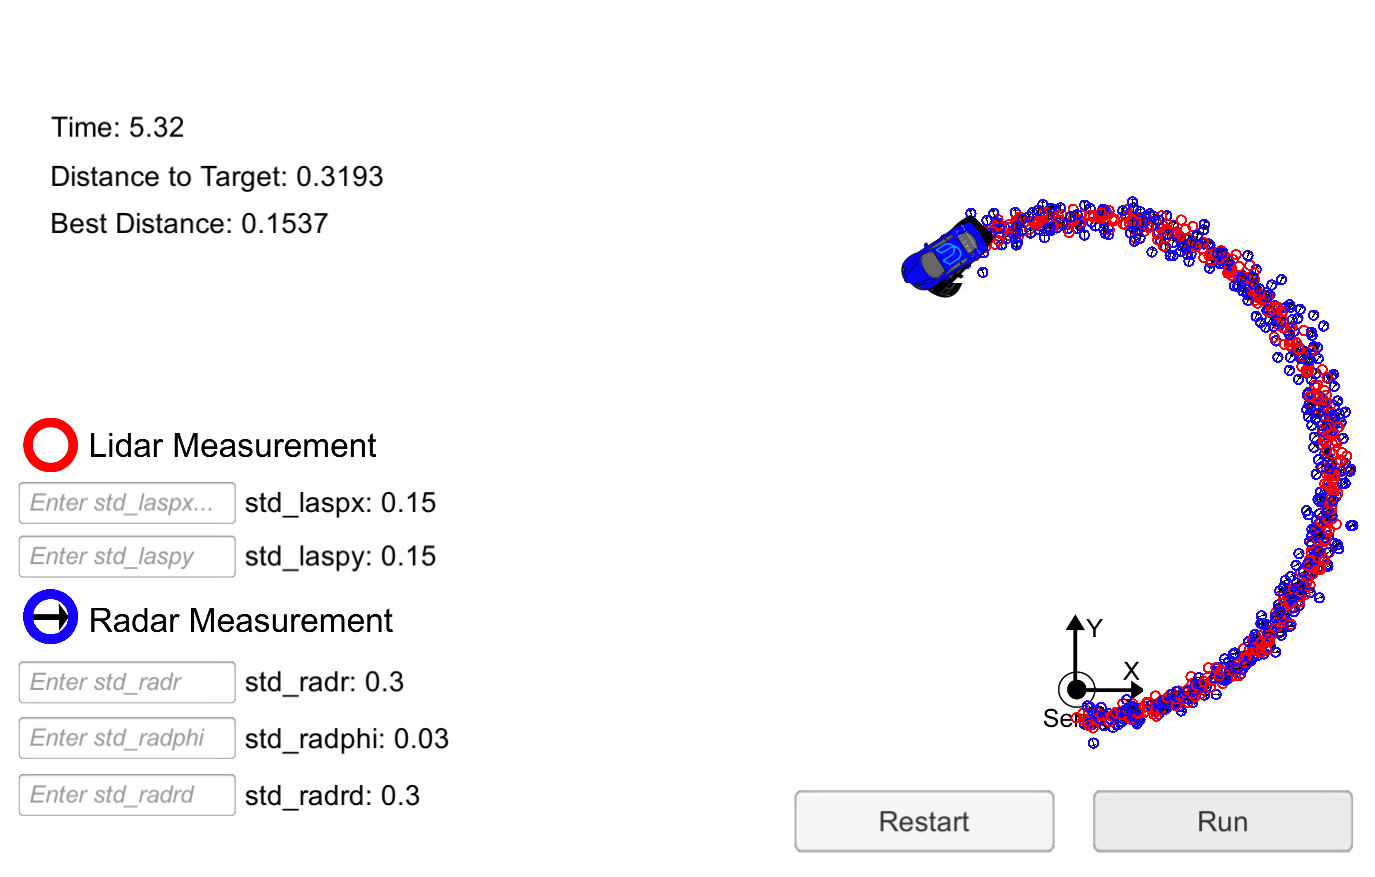 Time: 5.32
Distance to Target: 0.3193
Best Distance: 0.1537
Lidar Measurement
Enter std_laspx... std_laspx: 0.15
Enter std_laspy std_laspy: 0.15
Radar Measurement
Enter std_radr std_radr: 0.3
Enter std_radphi std_radphi: 0.03
Enter std_radrd std_radrd: 0.3
Y
X
Restart Run